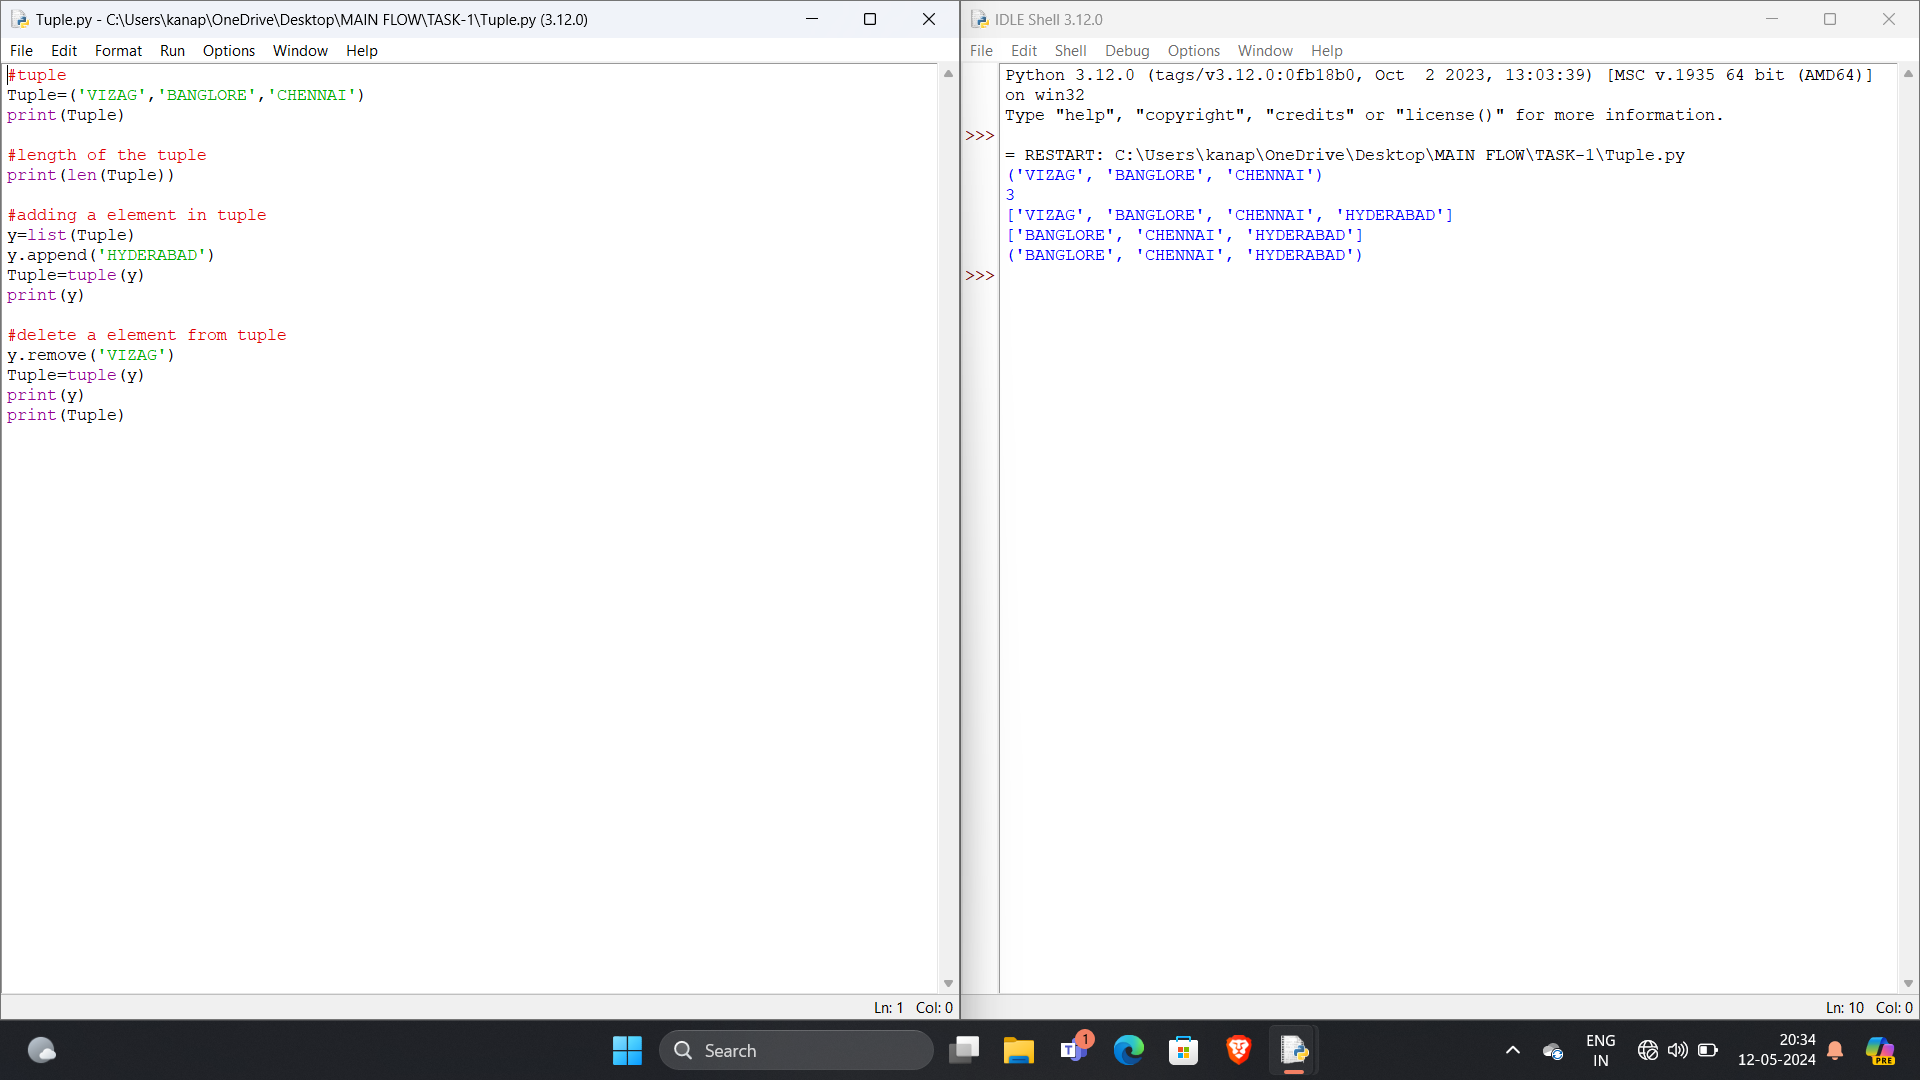 Tuple.py - C:\Users\kanap\OneDrive\Desktop\MAIN FLOW\TASK-1\Tuple.py (3.12.0)
File Edit Format Run Options Window Help
#tuple
Tuple=('VIZAG','BANGLORE','CHENNAI')
print(Tuple)
#length of the tuple
print(len(Tuple))
#adding a element in tuple
y=list(Tuple)
y.append('HYDERABAD')
Tuple=tuple(y)
print(y)
#delete a element from tuple
y.remove('VIZAG')
Tuple=tuple(y)
print(y)
print(Tuple)
Ln: 1 Col: 0
IDLE Shell 3.12.0
File Edit Shell Debug Options Window Help
Python 3.12.0 (tags/v3.12.0:0fb18b0, Oct  2 2023, 13:03:39) [MSC v.1935 64 bit (AMD64)]
on win32
Type "help", "copyright", "credits" or "license()" for more information.
>>>
= RESTART: C:\Users\kanap\OneDrive\Desktop\MAIN FLOW\TASK-1\Tuple.py
('VIZAG', 'BANGLORE', 'CHENNAI')
3
['VIZAG', 'BANGLORE', 'CHENNAI', 'HYDERABAD']
['BANGLORE', 'CHENNAI', 'HYDERABAD']
('BANGLORE', 'CHENNAI', 'HYDERABAD')
>>>
Ln: 10 Col: 0
Search
T
1
ENG
IN
20:34
12-05-2024
PRE